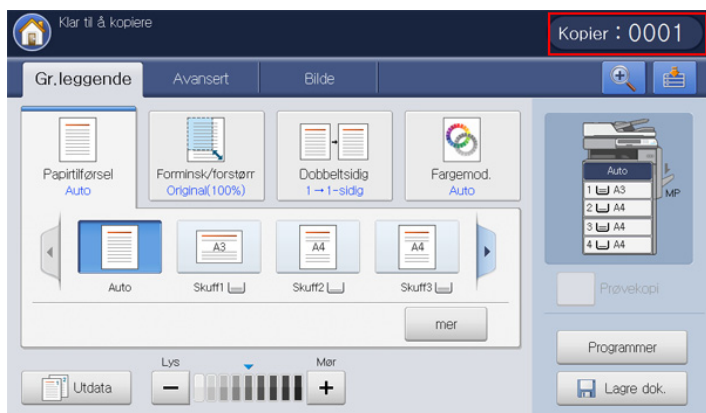 Klar til å kopiere
Kopier : 0001
Gr.leggende
Avansert
Bilde
Papirtilførsel
Auto
Forminsk/forstørr
Original(100%)
Dobbeltsidig
1→1-sidig
Fargemod.
Auto
A3
A4
A4
Auto
Skuff1
Skuff2
Skuff3
mer
Auto
1 A3
2 A4
3 A4
4 A4
MP
Prøvekopi
Programmer
Lagre dok.
Utdata
Lys
Mør